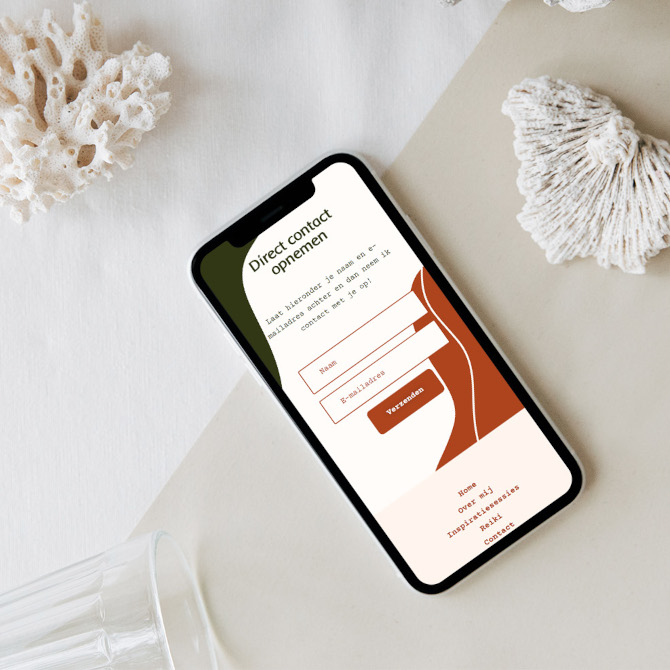 Direct contact
opnemen
Laat hieronder je naam en e-
mailadres achter en dan neem ik
contact met je op!
Naam
E-mailadres
Verzenden
Home
Over mij
Inspiratiesessies
Reiki
Contact